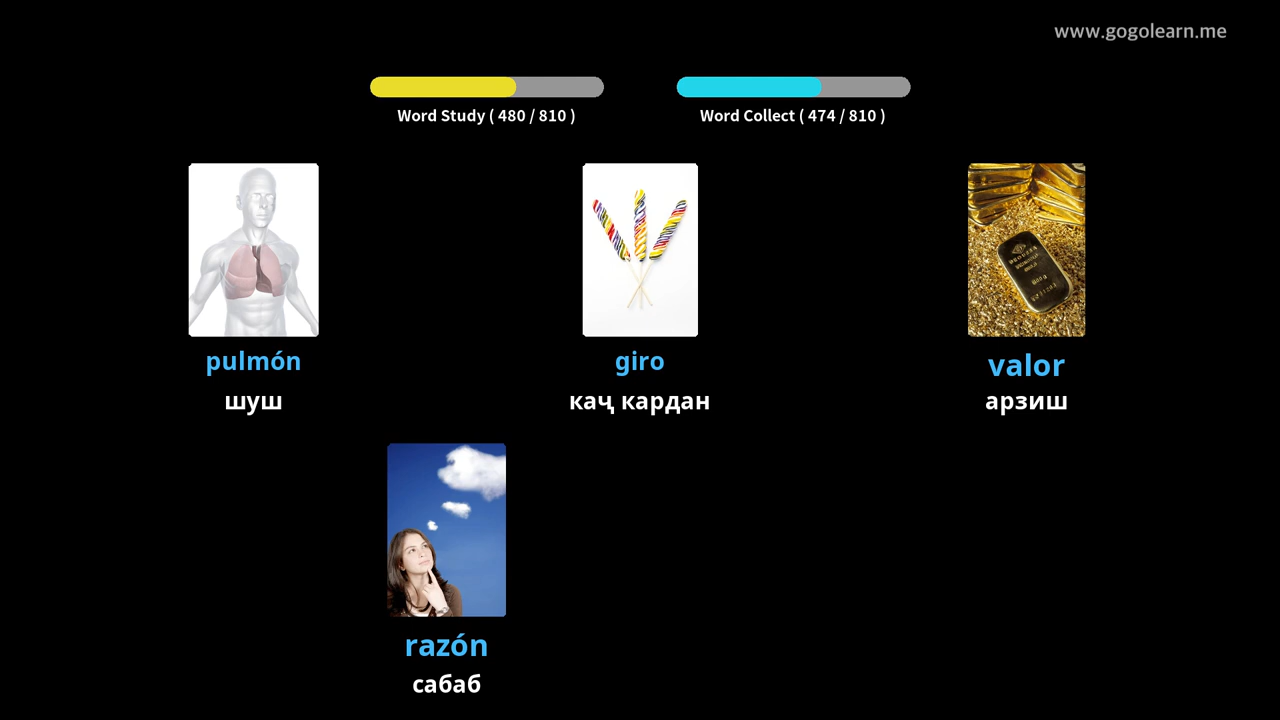 www.gogolearn.me
Word Study ( 480 / 810 )
Word Collect ( 474 / 810 )
pulmón
шуш
giro
каҷ кардан
valor
арзиш
razón
сабаб